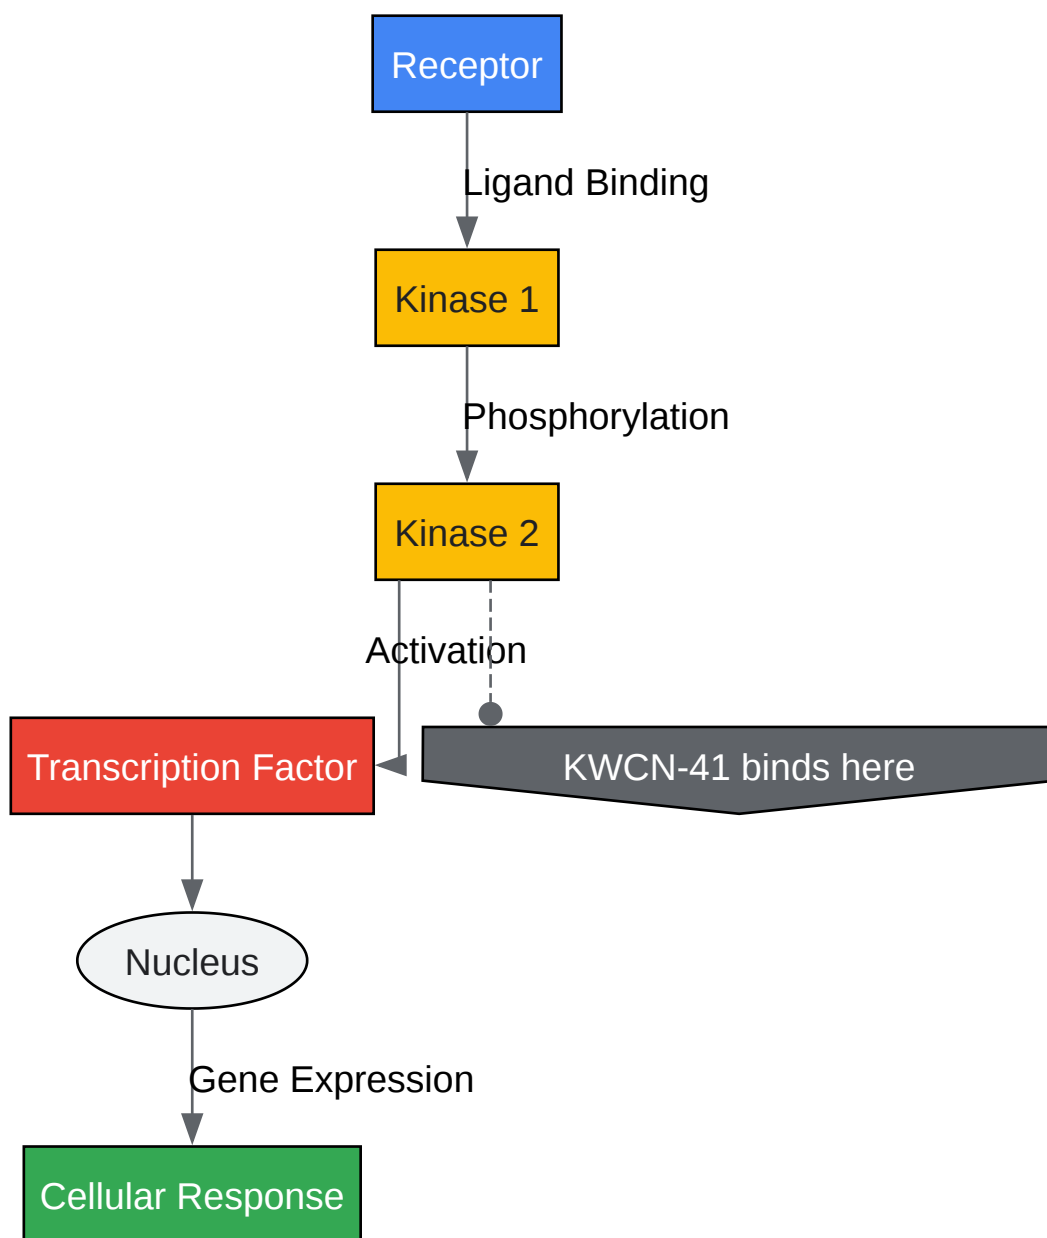 Receptor
Ligand Binding
Kinase 1
Phosphorylation
Kinase 2
Activation
Transcription Factor
KWCN-41 binds here
Nucleus
Gene Expression
Cellular Response